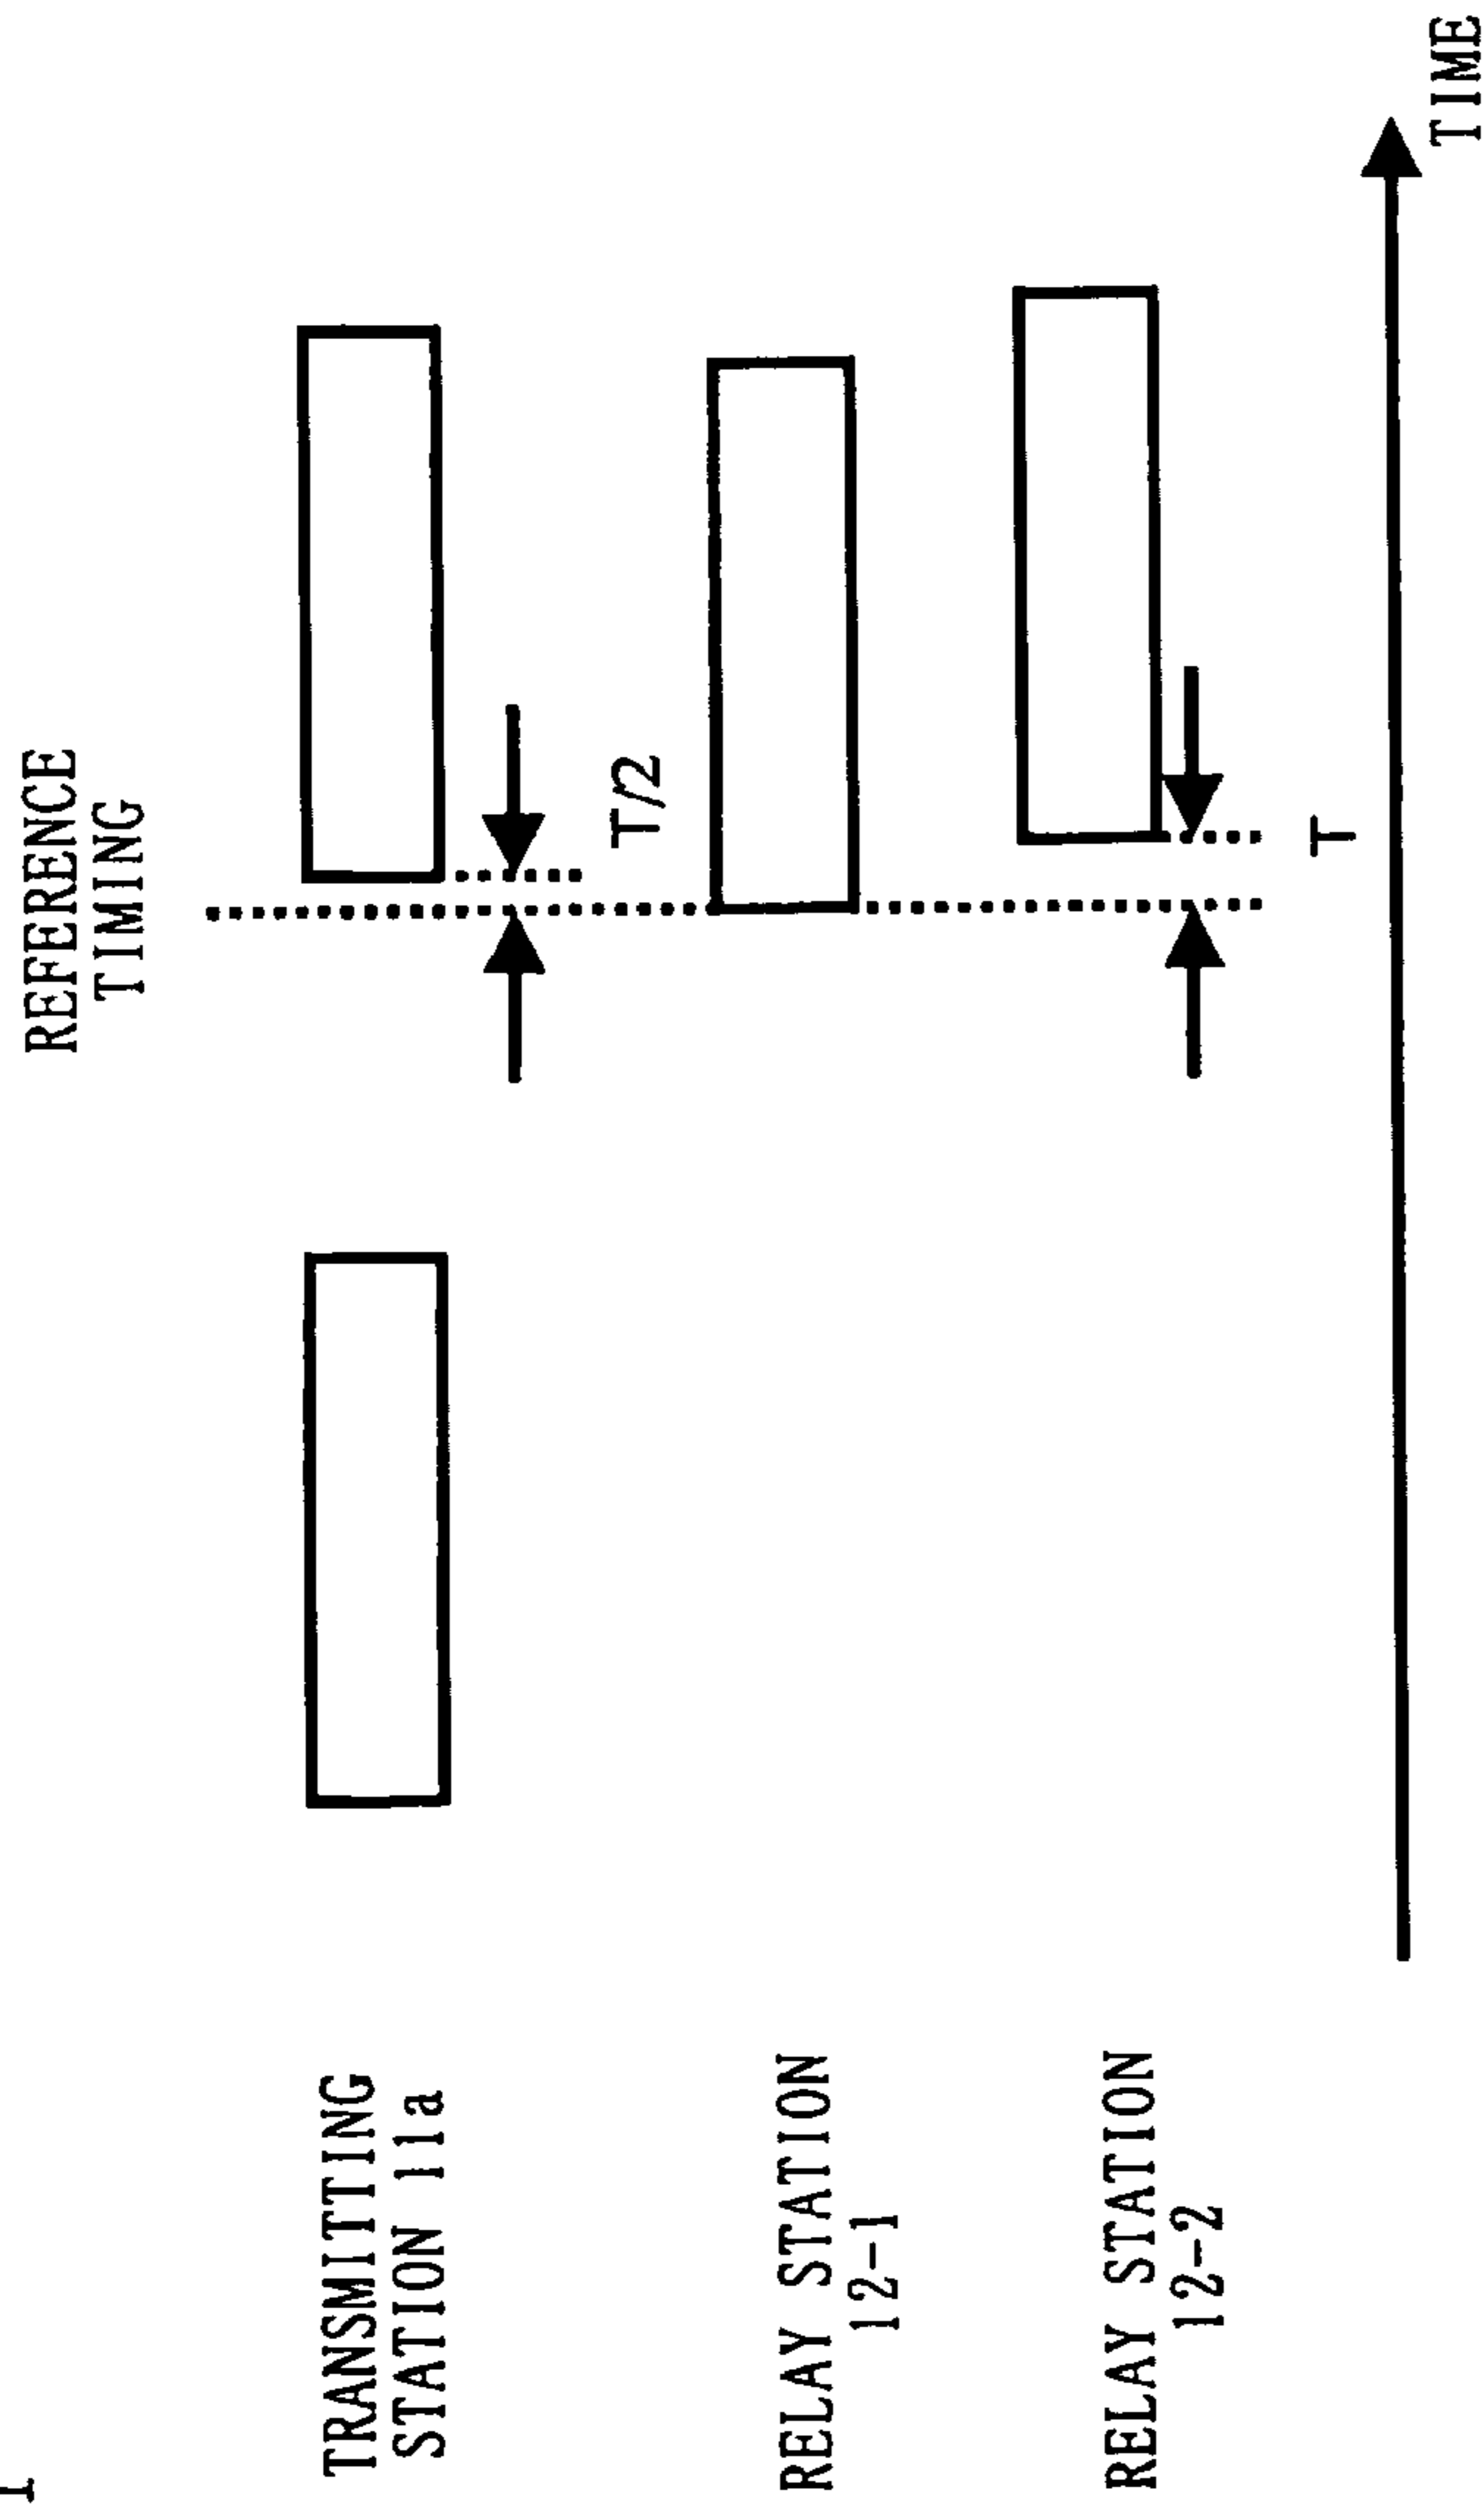 REFERENCE
TIMING
TRANSMITTING
STATION 11a
T/2
RELAY STATION
12-1
RELAY STATION
12-2
T
TIME